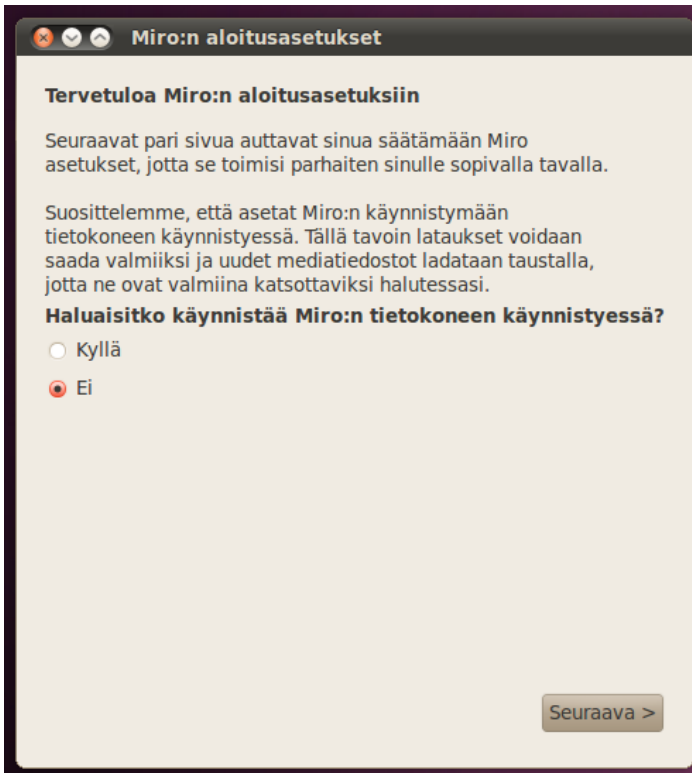 Miro:n aloitusasetukset
Tervetuloa Miro:n aloitusasetuksiin
Seuraavat pari sivua auttavat sinua säätämään Miro
asetukset, jotta se toimisi parhaiten sinulle sopivalla tavalla.
Suosittelemme, että asetat Miro:n käynnistymään
tietokoneen käynnistyessä. Tällä tavoin lataukset voidaan
saada valmiiksi ja uudet mediatiedostot ladataan taustalla,
jotta ne ovat valmiina katsottaviksi halutessasi.
Haluaisitko käynnistää Miro:n tietokoneen käynnistyessä?
Kyllä
Ei
Seuraava >